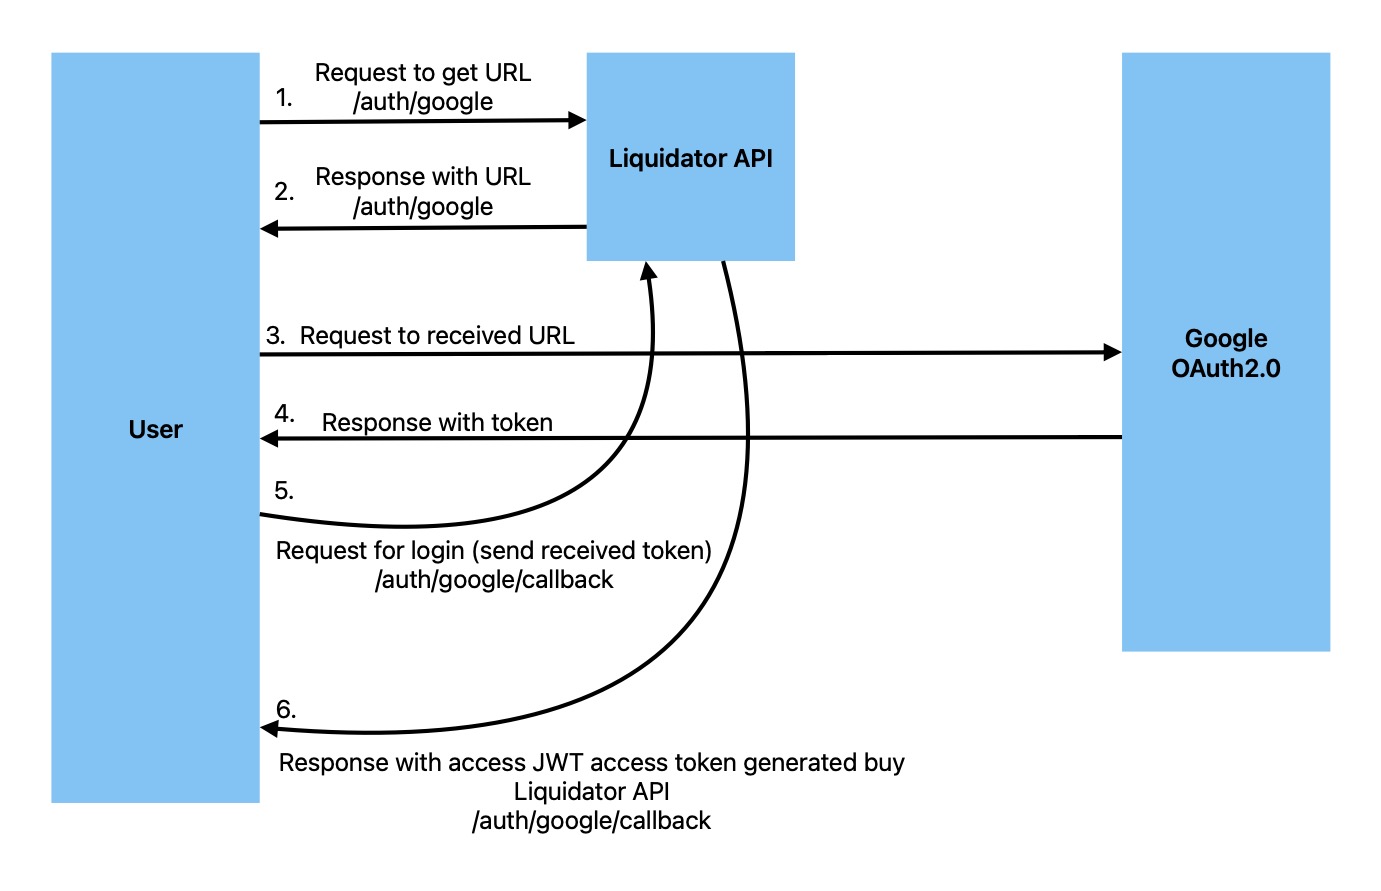 Request to get URL
1.
/auth/google
Liquidator API
Response with URL
2.
/auth/google
3. Request to received URL
Google
OAuth2.0
4.
Response with token
User
5.
Request for login (send received token)
/auth/google/callback
6.
Response with access JWT access token generated buy
Liquidator API
/auth/google/callback